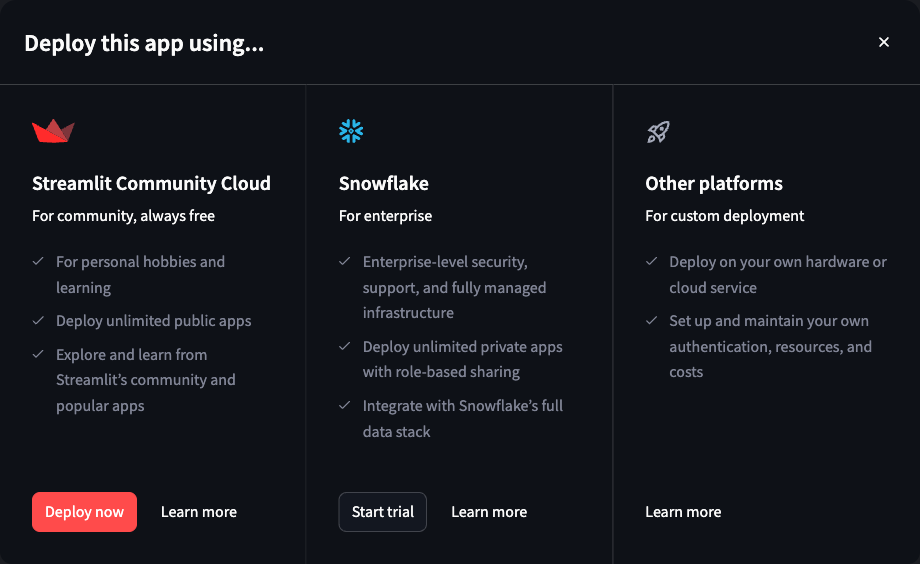 Deploy this app using...
Streamlit Community Cloud
For community, always free
For personal hobbies and
learning
Deploy unlimited public apps
Explore and learn from
Streamlit’s community and
popular apps
Deploy now
Learn more
Snowflake
For enterprise
Enterprise-level security,
support, and fully managed
infrastructure
Deploy unlimited private apps
with role-based sharing
Integrate with Snowflake’s full
data stack
Start trial
Learn more
Other platforms
For custom deployment
Deploy on your own hardware or
cloud service
Set up and maintain your own
authentication, resources, and
costs
Learn more